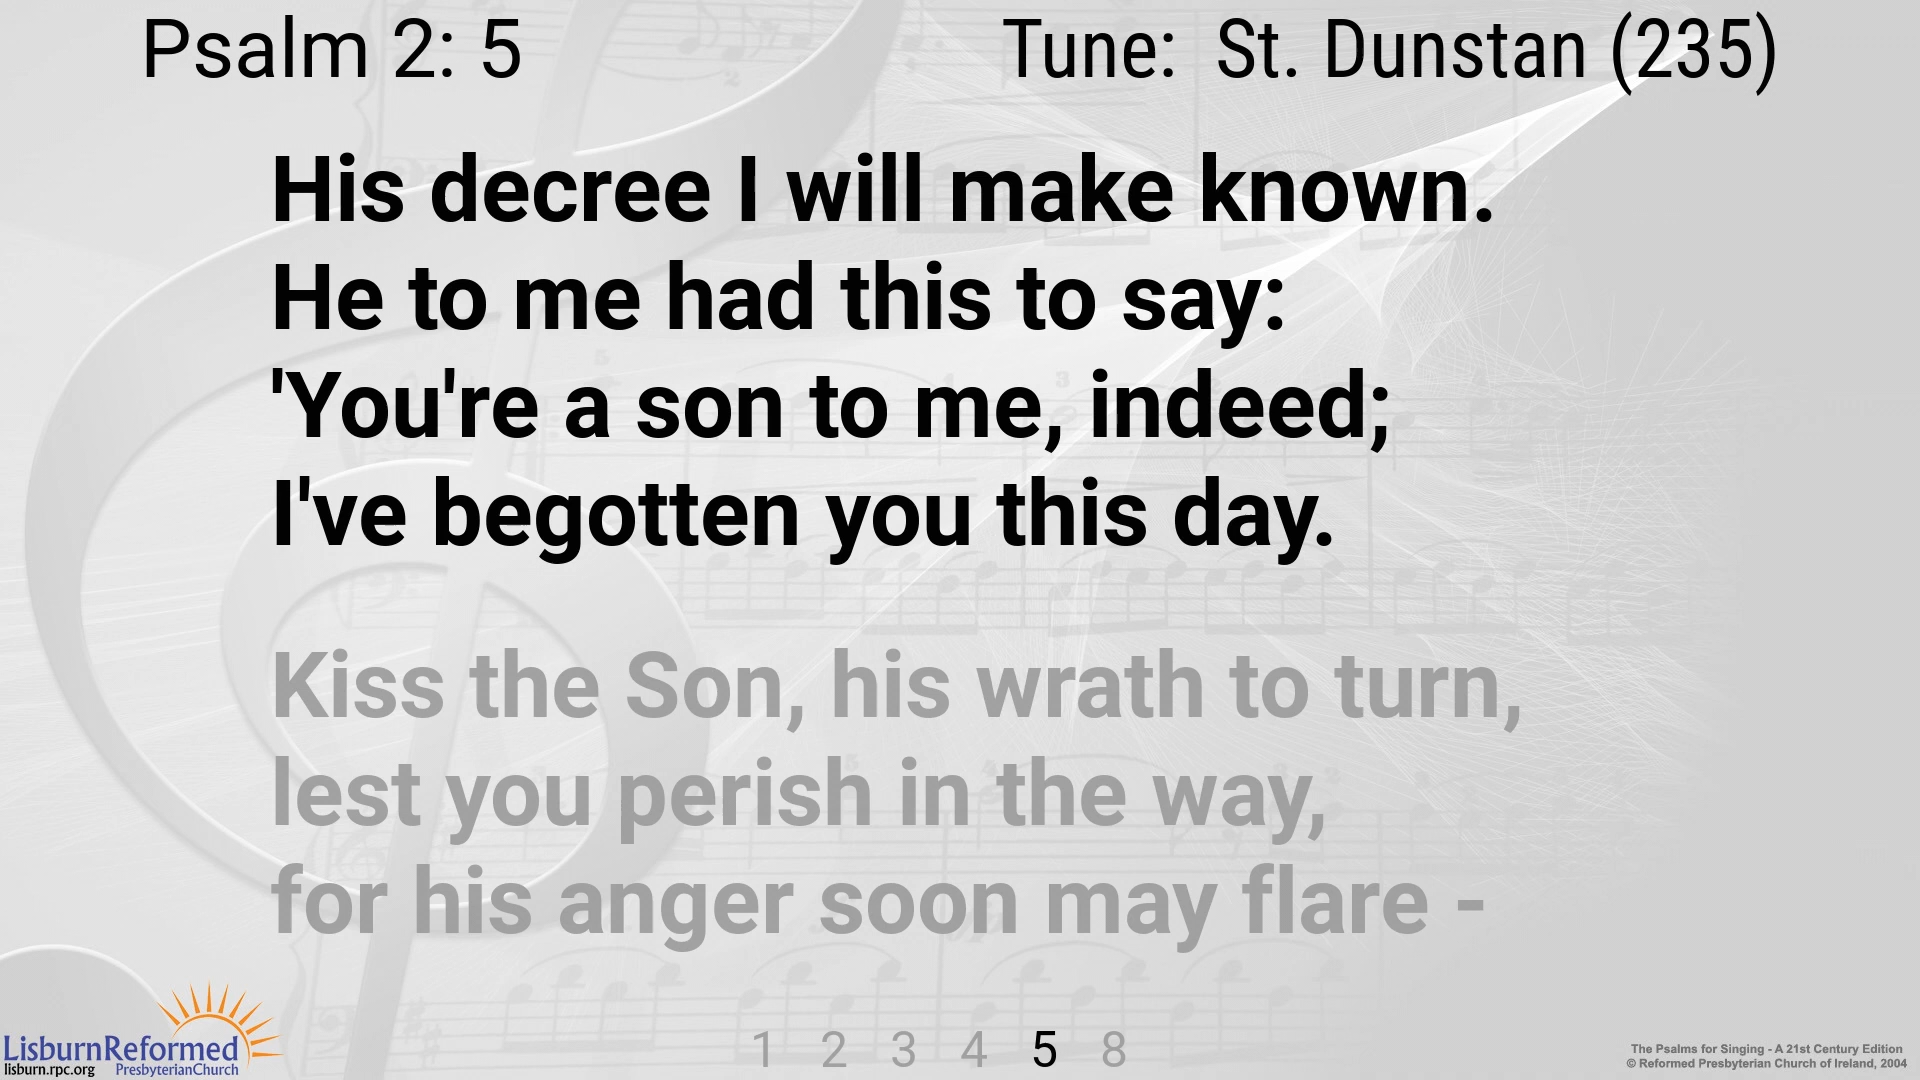 Psalm 2: 5
Tune: St. Dunstan (235)
His decree I will make known.
He to me had this to say:
'You're a son to me, indeed;
I've begotten you this day.
Kiss the Son, his wrath to turn,
lest you perish in the way,
for his anger soon may flare -
LisburnReformed
lisburn.rpc.org PresbyterianChurch
1 2 3 4 5 8
The Psalms for Singing - A 21st Century Edition
© Reformed Presbyterian Church of Ireland, 2004